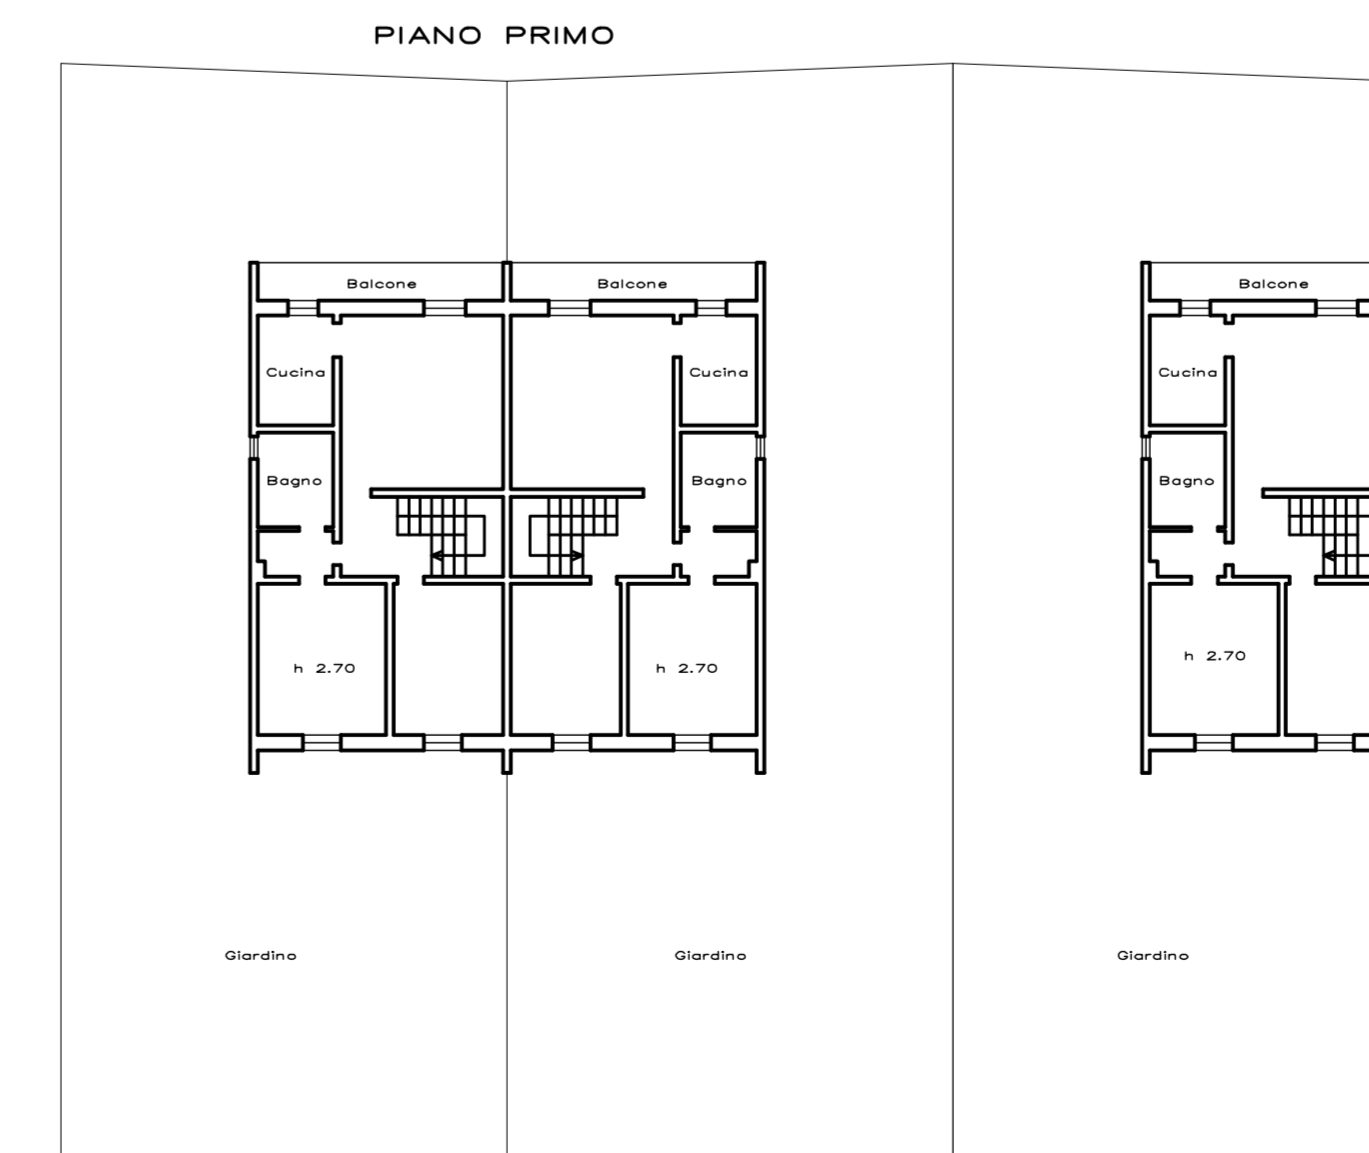 PIANO PRIMO
Balcone
Balcone
Balcone
Cucina
Cucina
Cucina
Bagno
Bagno
Bagno
h 2.70
h 2.70
h 2.70
Giardino
Giardino
Giardino